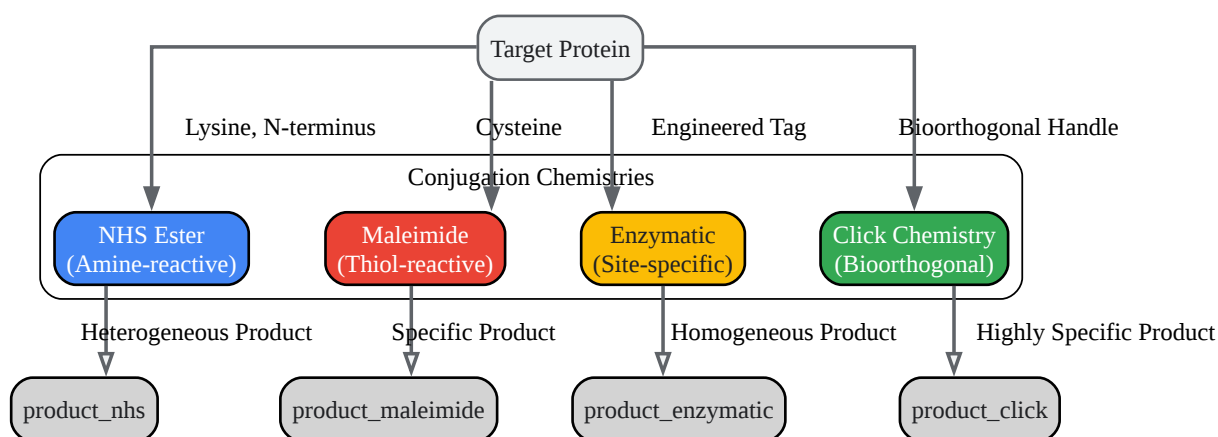 Target Protein
Lysine, N-terminus
Cysteine
Engineered Tag
Bioorthogonal Handle
Conjugation Chemistries
NHS Ester
(Amine-reactive)
Maleimide
(Thiol-reactive)
Enzymatic
(Site-specific)
Click Chemistry
(Bioorthogonal)
Heterogeneous Product
Specific Product
Homogeneous Product
Highly Specific Product
product_nhs
product_maleimide
product_enzymatic
product_click